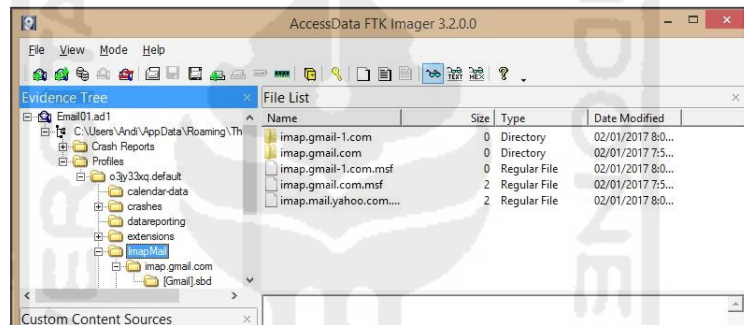 AccessData FTK Imager 3.2.0.0
File View Mode Help
Evidence Tree
Email01.ad1
C:\Users\Andi\AppData\Roaming\Th
Crash Reports
Profiles
o3jy33xq.default
calendar-data
crashes
datareporting
extensions
ImapMail
imap.gmail.com
[Gmail].sbd
Custom Content Sources
File List
Name Size Type Date Modified
imap.gmail-1.com 0 Directory 02/01/2017 8:0...
imap.gmail.com 0 Directory 02/01/2017 7:5...
imap.gmail-1.com.msf 0 Regular File 02/01/2017 8:0...
imap.gmail.com.msf 2 Regular File 02/01/2017 7:5...
imap.mail.yahoo.com.... 2 Regular File 02/01/2017 8:0...